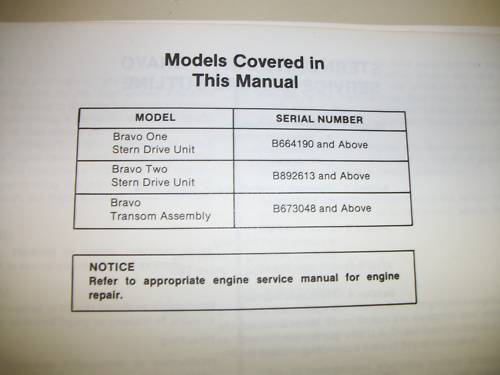 Models Covered in
This Manual
MODEL
SERIAL NUMBER
Bravo One
Stern Drive Unit
B664190 and Above
Bravo Two
Stern Drive Unit
B892613 and Above
Bravo
Transom Assembly
B673048 and Above
NOTICE
Refer to appropriate engine service manual for engine
repair.